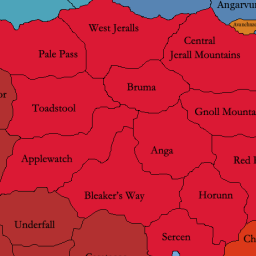 Angarvu
West Jeralls
Central
Jerall Mountains
Pale Pass
Bruma
Toadstool
Gnoll Mounta
or
Applewatch
Anga
Red
Bleaker's Way
Horunn
Underfall
Sercen
Ch